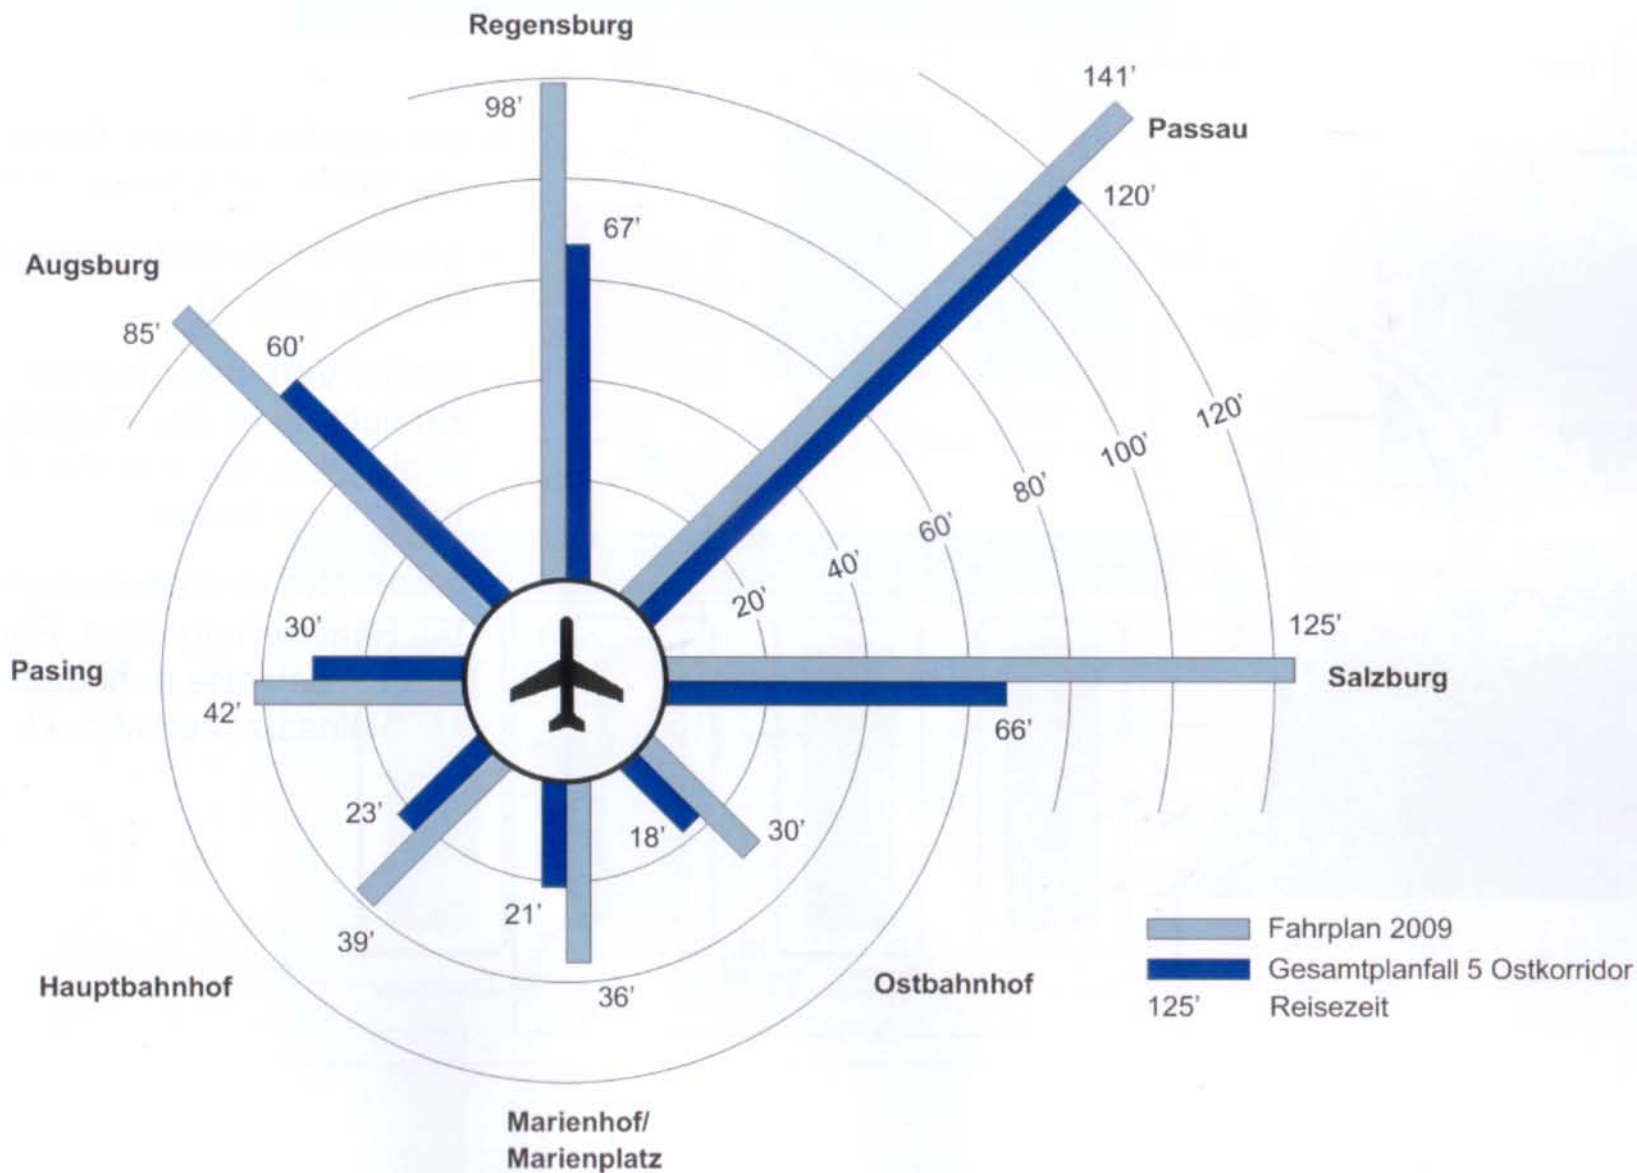 Regensburg
98'
67'
141'
Passau
120'
Augsburg
85'
60'
120'
100'
80'
60'
40'
20'
30'
Pasing
42'
125'
Salzburg
66'
23'
39'
Hauptbahnhof
21'
36'
18'
30'
Ostbahnhof
Marienhof/
Marienplatz
Fahrplan 2009
Gesamtplanfall 5 Ostkorridor
125' Reisezeit